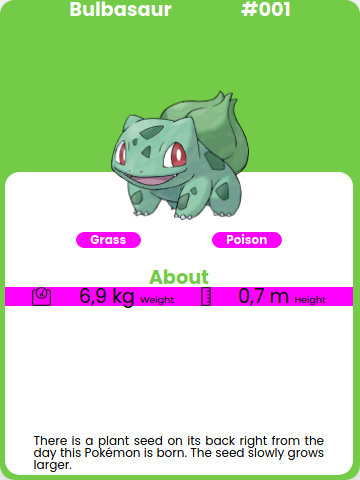 Bulbasaur #001
Grass Poison
About
6,9 kg Weight 0,7 m Height
There is a plant seed on its back right from the
day this Pokémon is born. The seed slowly grows
larger.